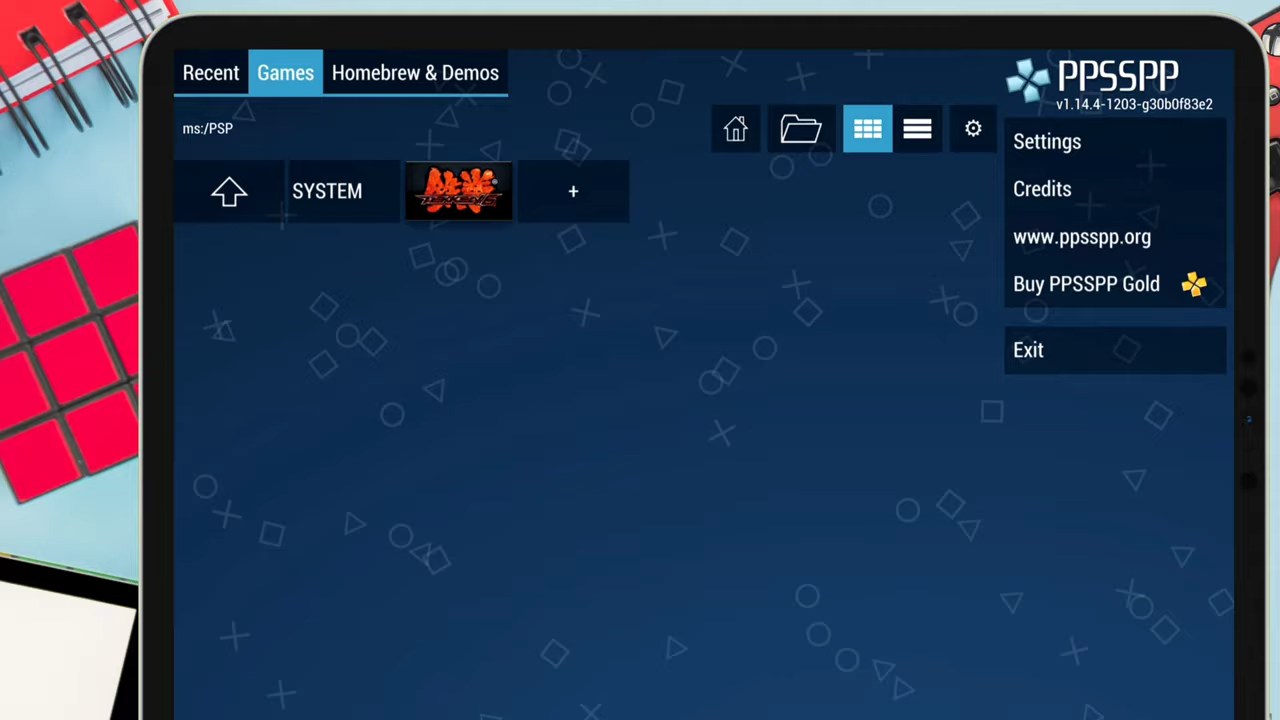 Recent
Games
Homebrew & Demos
PPSSPP
v1.14.4-1203-g30b0f83e2
ms:/PSP
SYSTEM
+
Settings
Credits
www.ppsspp.org
Buy PPSSPP Gold
Exit